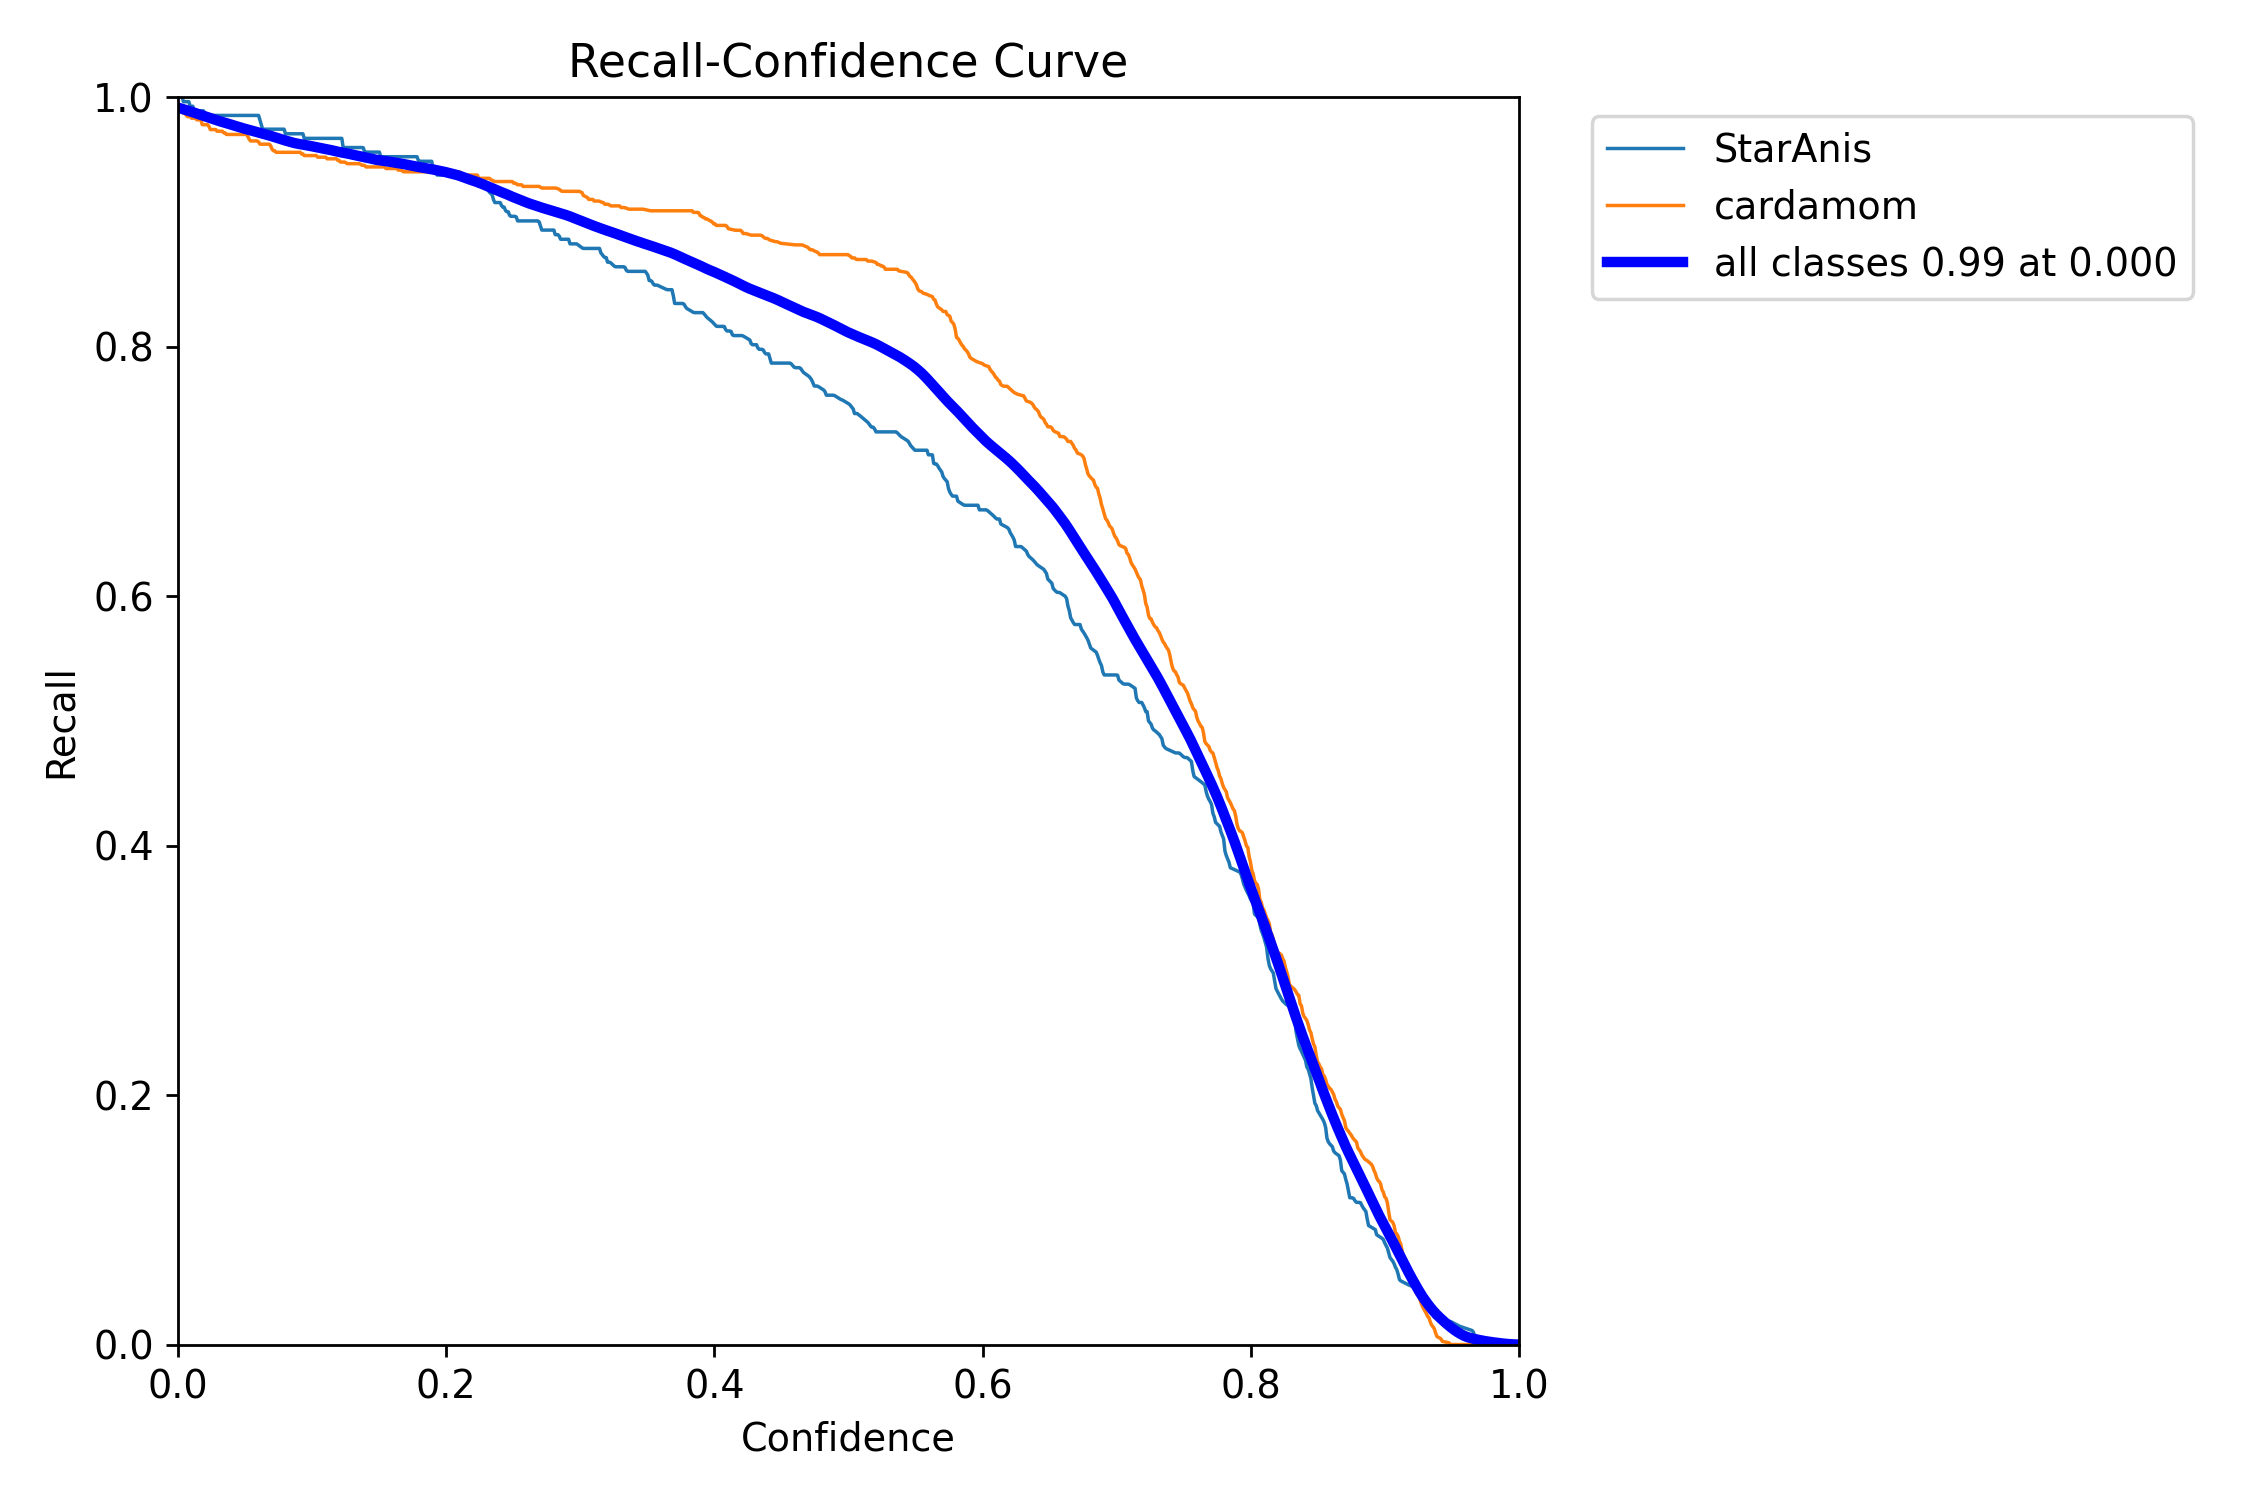 Recall-Confidence Curve
1.0
0.8
0.6
0.4
0.2
0.0
Recall
0.0 0.2 0.4 0.6 0.8 1.0
Confidence
StarAnis
cardamom
all classes 0.99 at 0.000